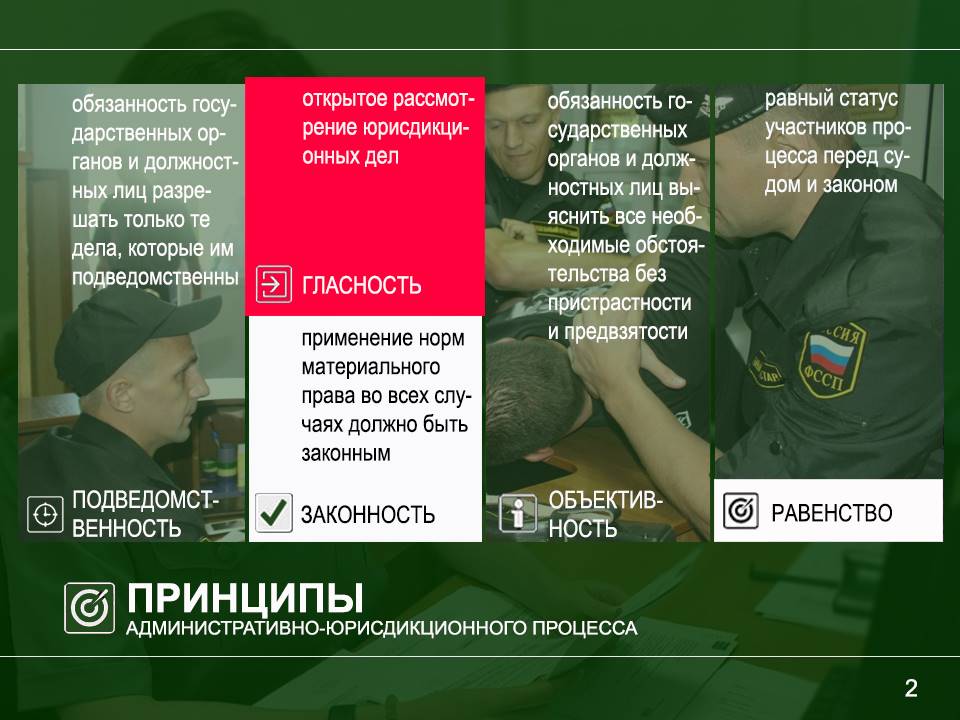 обязанность госу-
дарственных ор-
ганов и должност-
ных лиц разре-
шать только те
дела, которые им
подведомственны
ПОДВЕДОМСТ-
ВЕННОСТЬ
открытое рассмот-
рение юрисдикци-
онных дел
ГЛАСНОСТЬ
применение норм
материального
права во всех слу-
чаях должно быть
законным
ЗАКОННОСТЬ
обязанность го-
сударственных
органов и долж-
ностных лиц вы-
яснить все необ-
ходимые обстоя-
тельства без
пристрастности
и предвзятости
ОБЪЕКТИВ-
НОСТЬ
равный статус
участников про-
цесса перед су-
дом и законом
РОССИЯ
ФССП
РАВЕНСТВО
ПРИНЦИПЫ
АДМИНИСТРАТИВНО-ЮРИСДИКЦИОННОГО ПРОЦЕССА
2